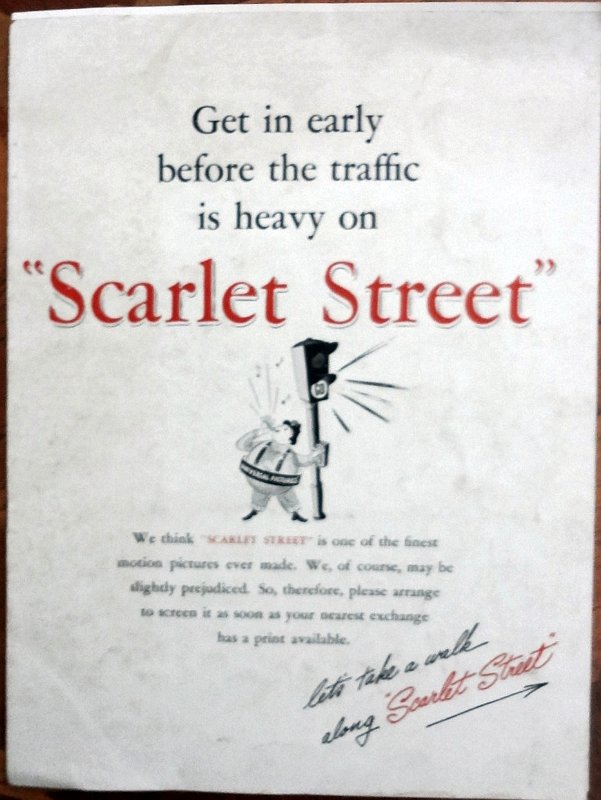 Get in early
before the traffic
is heavy on
"Scarlet Street"
GO
UNIVERSAL PICTURES
We think "SCARLET STREET" is one of the finest
motion pictures ever made. We, of course, may be
slightly prejudiced. So, therefore, please arrange
to screen it as soon as your nearest exchange
has a print available.
let's take a walk
along "Scarlet Street"